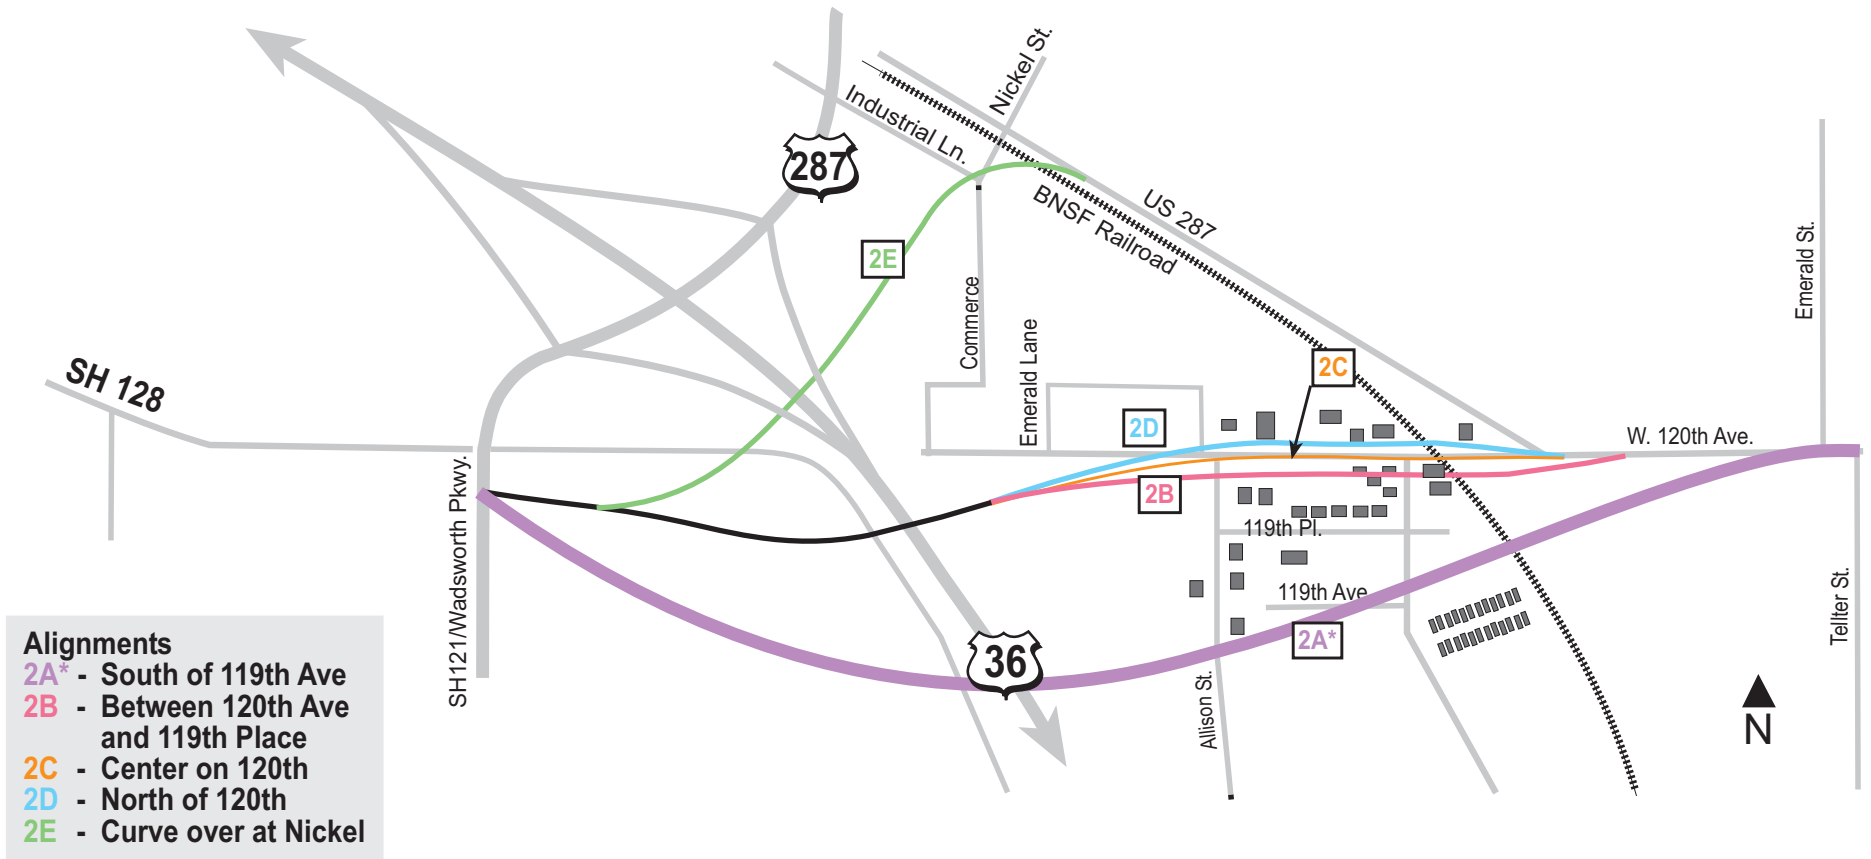 Nickel St.
Industrial Ln.
287
US 287
BNSF Railroad
2E
Emerald St.
Commerce
Emerald Lane
SH 128
2C
2D
W. 120th Ave.
2B
SH121/Wadsworth Pkwy.
119th Pl.
119th Ave
2A*
36
Allison St.
Tellter St.
N
Alignments
2A* - South of 119th Ave
2B - Between 120th Ave
and 119th Place
2C - Center on 120th
2D - North of 120th
2E - Curve over at Nickel